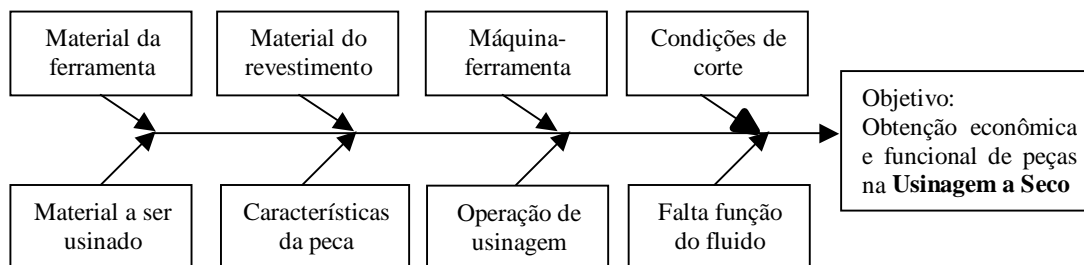 Material da
ferramenta
Material do
revestimento
Máquina-
ferramenta
Condições de
corte
Objetivo:
Obtenção econômica
e funcional de peças
na Usinagem a Seco
Material a ser
usinado
Características
da peca
Operação de
usinagem
Falta função
do fluido